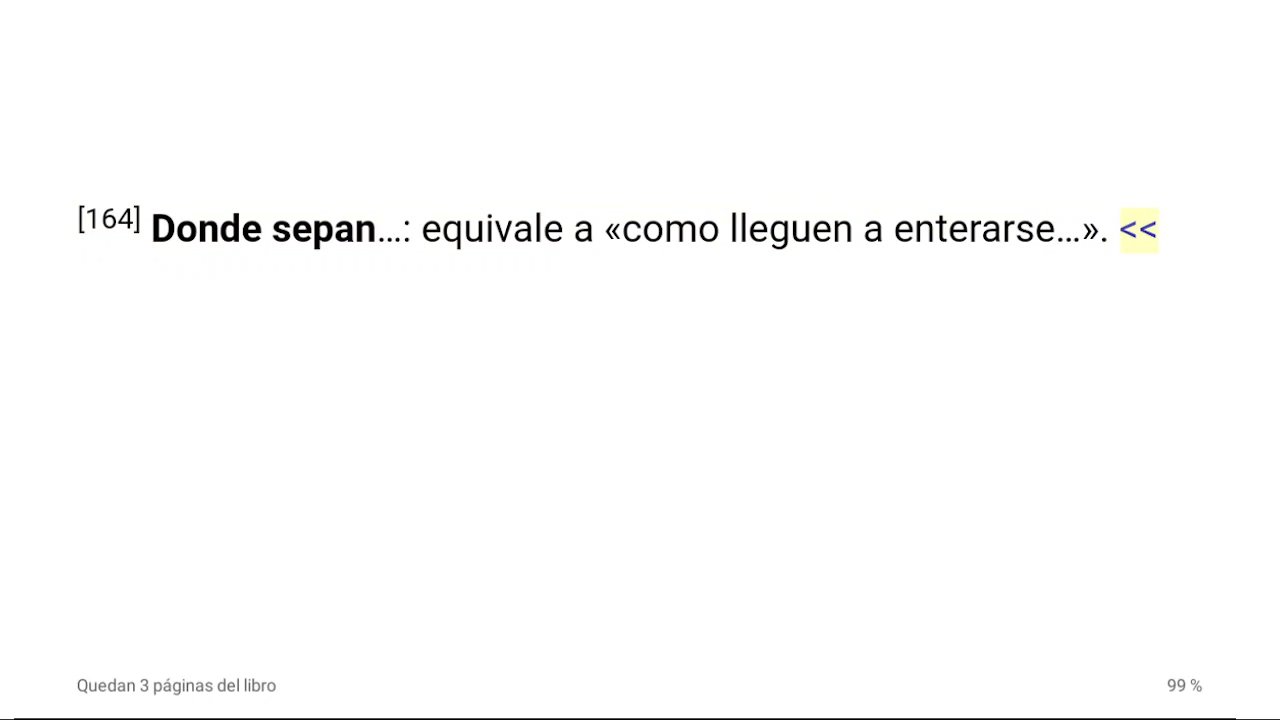 [164] Donde sepan…: equivale a «como lleguen a enterarse…». <<
Quedan 3 páginas del libro
99 %